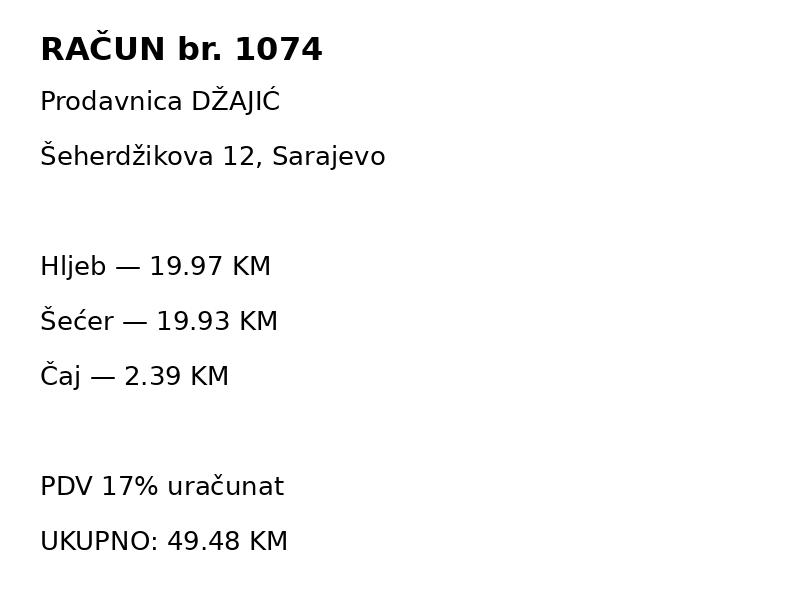 RAČUN br. 1074
Prodavnica DŽAJIĆ
Šeherdžikova 12, Sarajevo
Hljeb — 19.97 KM
Šećer — 19.93 KM
Čaj — 2.39 KM
PDV 17% uračunat
UKUPNO: 49.48 KM